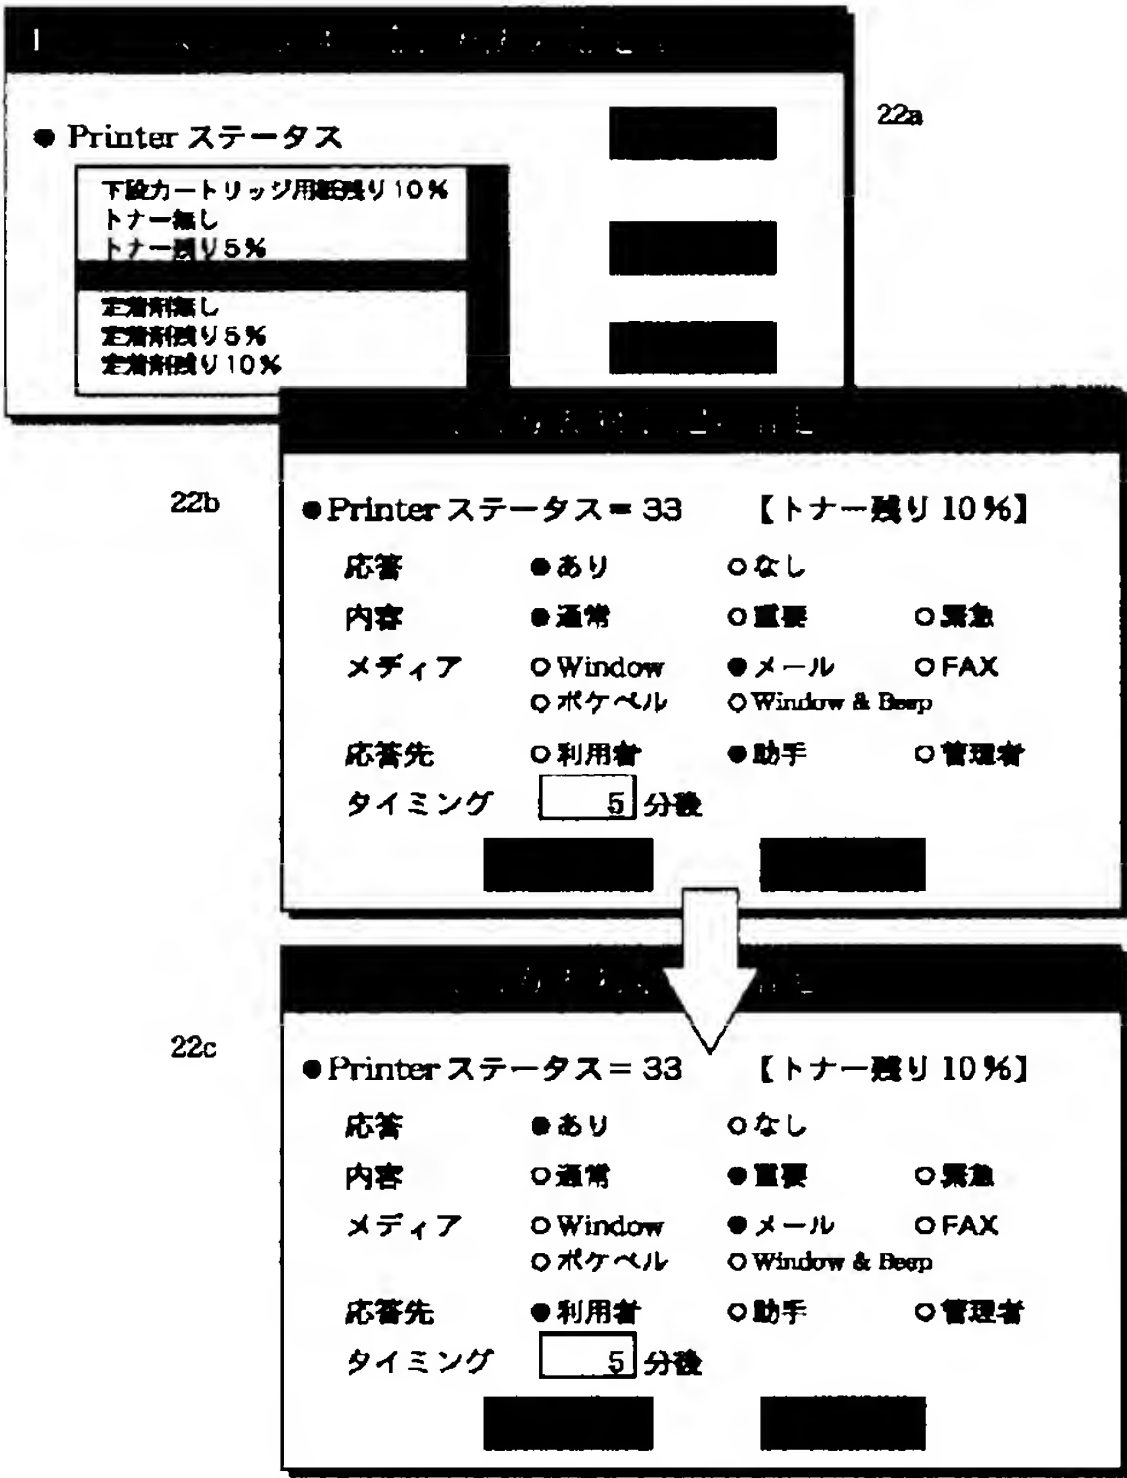 22a
● Printer ステータス
下段カートリッジ用紙残り10%
トナー無し
トナー残り5%
定着剤無し
定着剤残り5%
定着剤残り10%
22b
●Printer ステータス＝33 【トナー残り10%】
応答 ●あり ○なし
内容 ●通常 ○重要 ○緊急
メディア ○Window ●メール ○FAX
○ポケベル ○Window & Beep
応答先 ○利用者 ●助手 ○管理者
タイミング 5 分後
22c
●Printer ステータス＝33 【トナー残り10%】
応答 ●あり ○なし
内容 ○通常 ●重要 ○緊急
メディア ○Window ●メール ○FAX
○ポケベル ○Window & Beep
応答先 ●利用者 ○助手 ○管理者
タイミング 5 分後